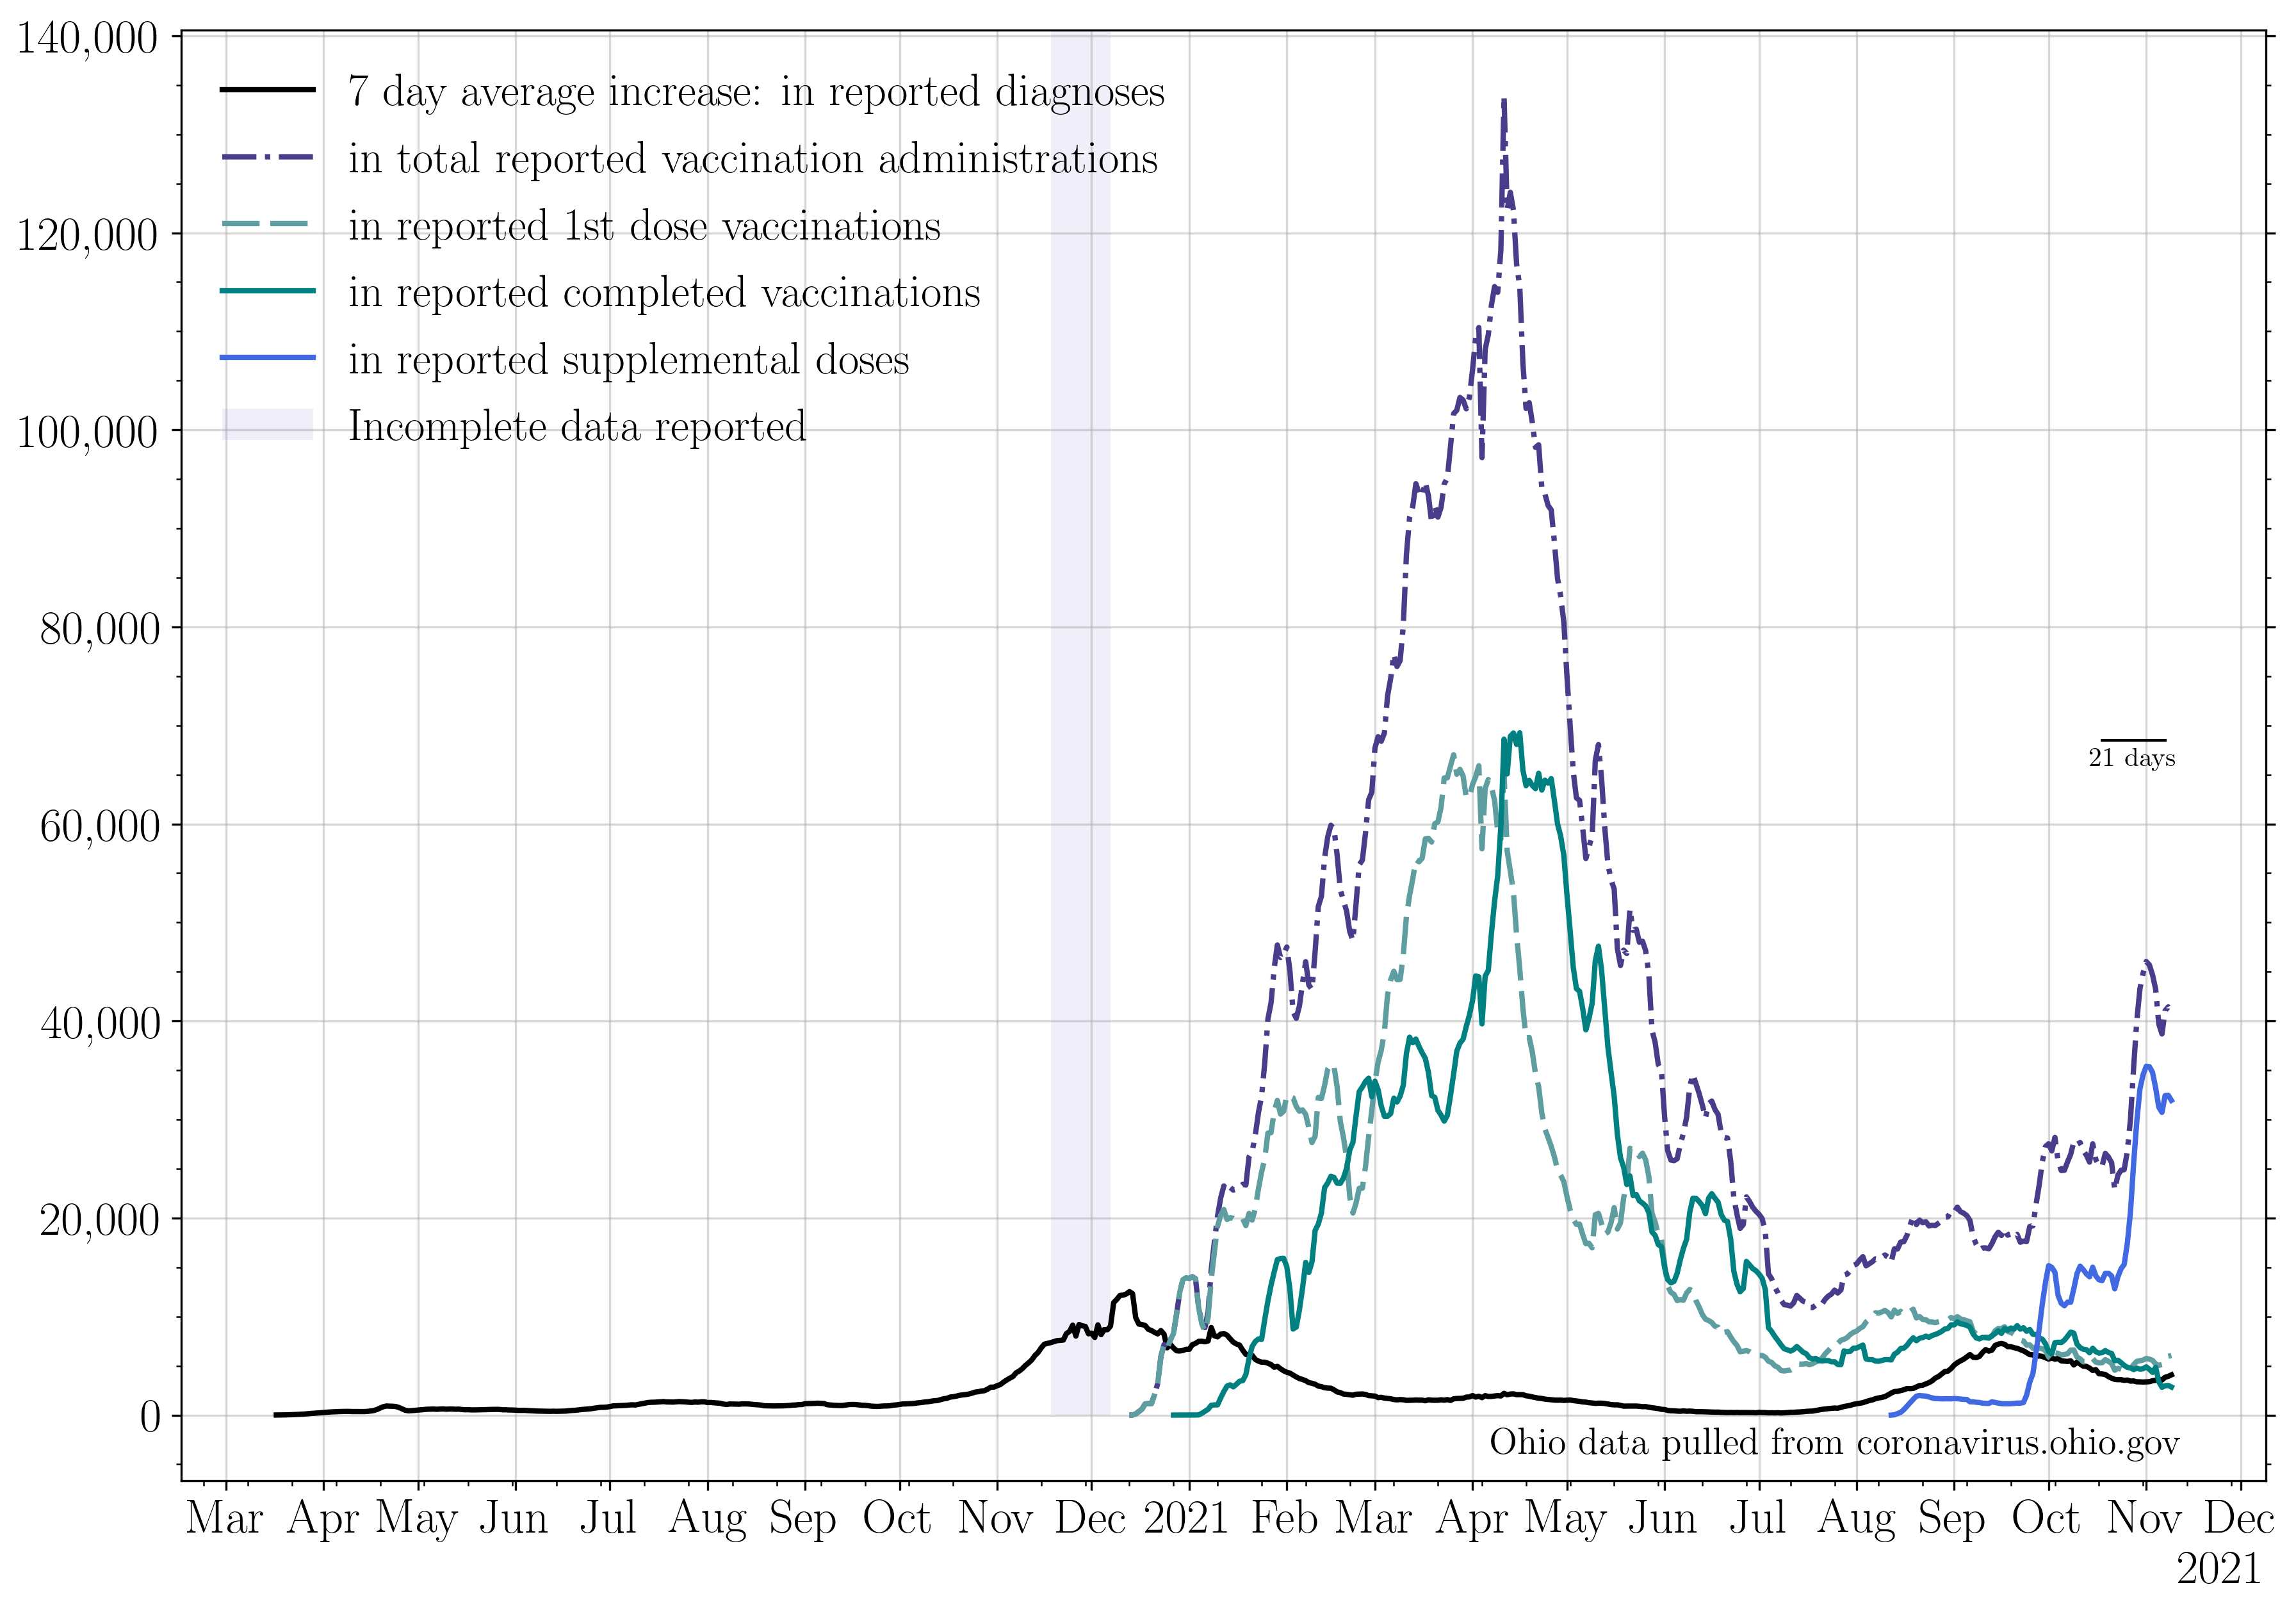 140,000
120,000
100,000
80,000
60,000
40,000
20,000
0
7 day average increase: in reported diagnoses
in total reported vaccination administrations
in reported 1st dose vaccinations
in reported completed vaccinations
in reported supplemental doses
Incomplete data reported
21 days
Ohio data pulled from coronavirus.ohio.gov
Mar Apr May Jun Jul Aug Sep Oct Nov Dec 2021 Feb Mar Apr May Jun Jul Aug Sep Oct Nov Dec
2021